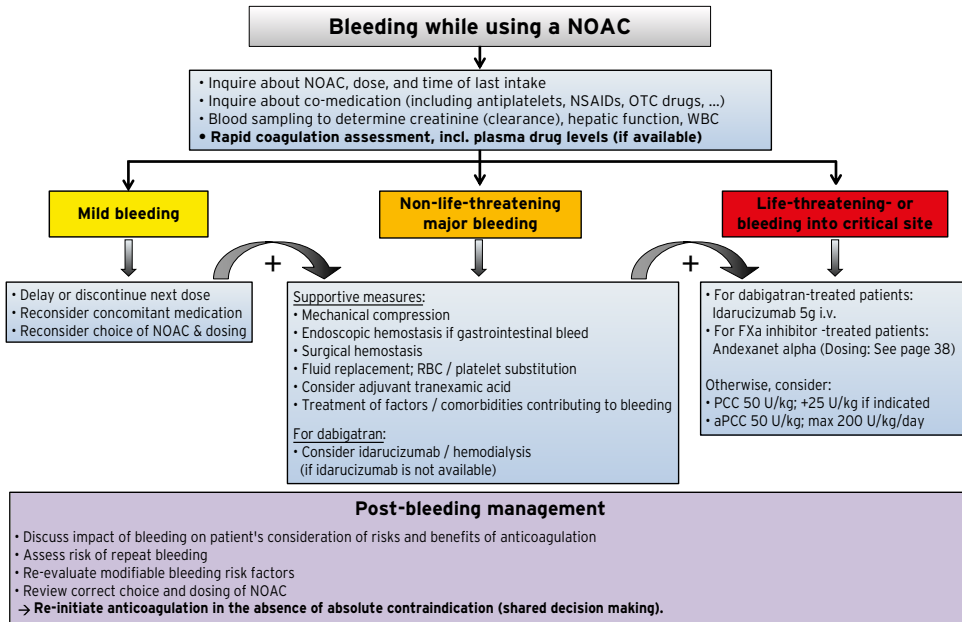 Bleeding while using a NOAC
• Inquire about NOAC, dose, and time of last intake
• Inquire about co-medication (including antiplatelets, NSAIDs, OTC drugs, ...)
• Blood sampling to determine creatinine (clearance), hepatic function, WBC
• Rapid coagulation assessment, incl. plasma drug levels (if available)
Mild bleeding
• Delay or discontinue next dose
• Reconsider concomitant medication
• Reconsider choice of NOAC & dosing
+
Non-life-threatening
major bleeding
Supportive measures:
• Mechanical compression
• Endoscopic hemostasis if gastrointestinal bleed
• Surgical hemostasis
• Fluid replacement; RBC / platelet substitution
• Consider adjuvant tranexamic acid
• Treatment of factors / comorbidities contributing to bleeding
For dabigatran:
• Consider idarucizumab / hemodialysis
(if idarucizumab is not available)
+
Life-threatening- or
bleeding into critical site
• For dabigatran-treated patients:
Idarucizumab 5g i.v.
• For FXa inhibitor -treated patients:
Andexanet alpha (Dosing: See page 38)
Otherwise, consider:
• PCC 50 U/kg; +25 U/kg if indicated
• aPCC 50 U/kg; max 200 U/kg/day
Post-bleeding management
• Discuss impact of bleeding on patient's consideration of risks and benefits of anticoagulation
• Assess risk of repeat bleeding
• Re-evaluate modifiable bleeding risk factors
• Review correct choice and dosing of NOAC
→ Re-initiate anticoagulation in the absence of absolute contraindication (shared decision making).